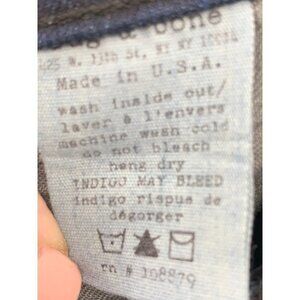 & bone
425 W. 13th St, NY NY 10014
Made in U.S.A.
wash inside out/
laver à l'envers
machine wash cold
do not bleach
hang dry
INDIGO MAY BLEED
indigo risque de
dégorger
rn # 108879